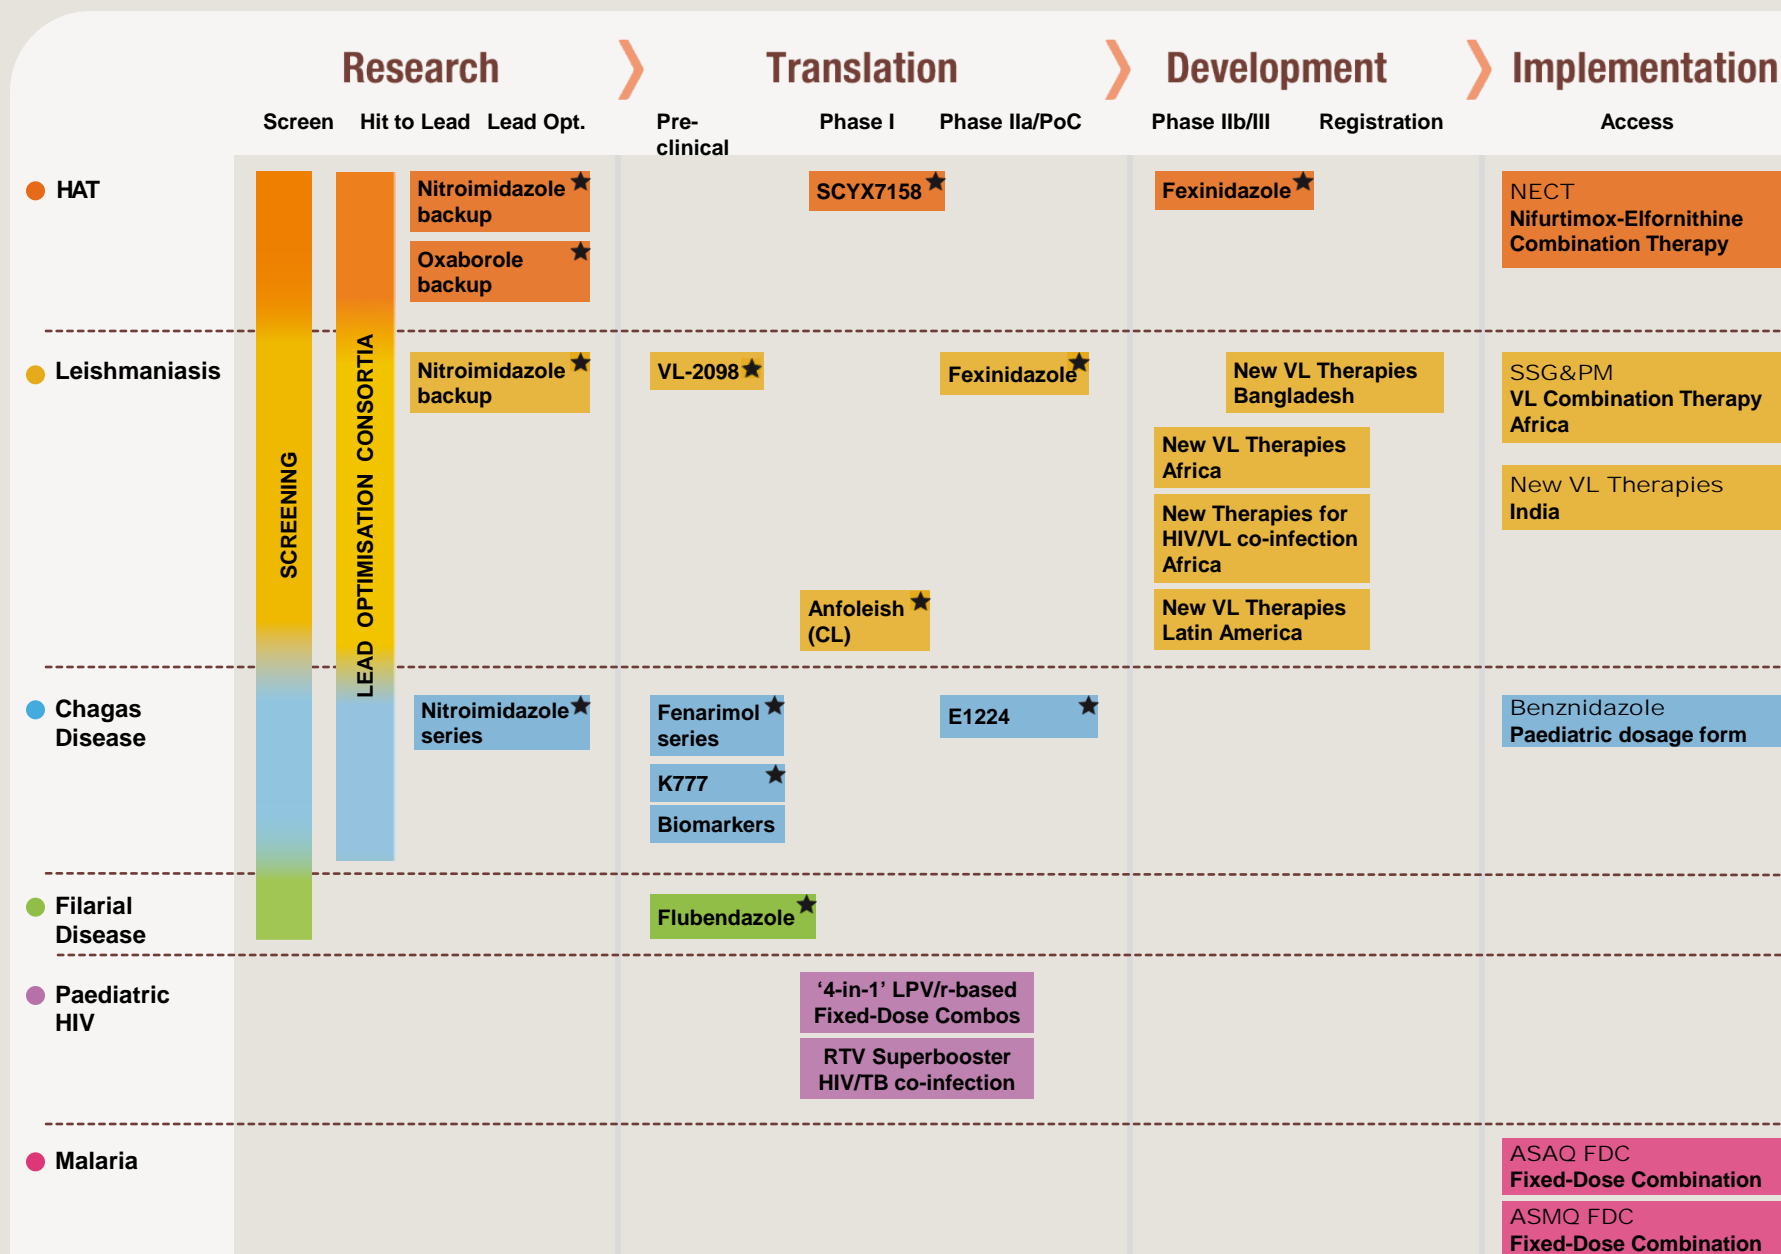 Research
Translation
Development
Implementation
Screen
Hit to Lead
Lead Opt.
Pre-
clinical
Phase I
Phase IIa/PoC
Phase IIb/III
Registration
Access
SCREENING
LEAD OPTIMISATION CONSORTIA
HAT
Nitroimidazole
backup
Oxaborole
backup
SCYX7158
Fexinidazole
NECT
Nifurtimox-Elfornithine
Combination Therapy
Leishmaniasis
Nitroimidazole
backup
VL-2098
Anfoleish
(CL)
Fexinidazole
New VL Therapies
Bangladesh
New VL Therapies
Africa
New Therapies for
HIV/VL co-infection
Africa
New VL Therapies
Latin America
SSG&PM
VL Combination Therapy
Africa
New VL Therapies
India
Chagas
Disease
Nitroimidazole
series
Fenarimol
series
K777
Biomarkers
E1224
Benznidazole
Paediatric dosage form
Filarial
Disease
Flubendazole
Paediatric
HIV
‘4-in-1’ LPV/r-based
Fixed-Dose Combos
RTV Superbooster
HIV/TB co-infection
Malaria
ASAQ FDC
Fixed-Dose Combination
ASMQ FDC
Fixed-Dose Combination